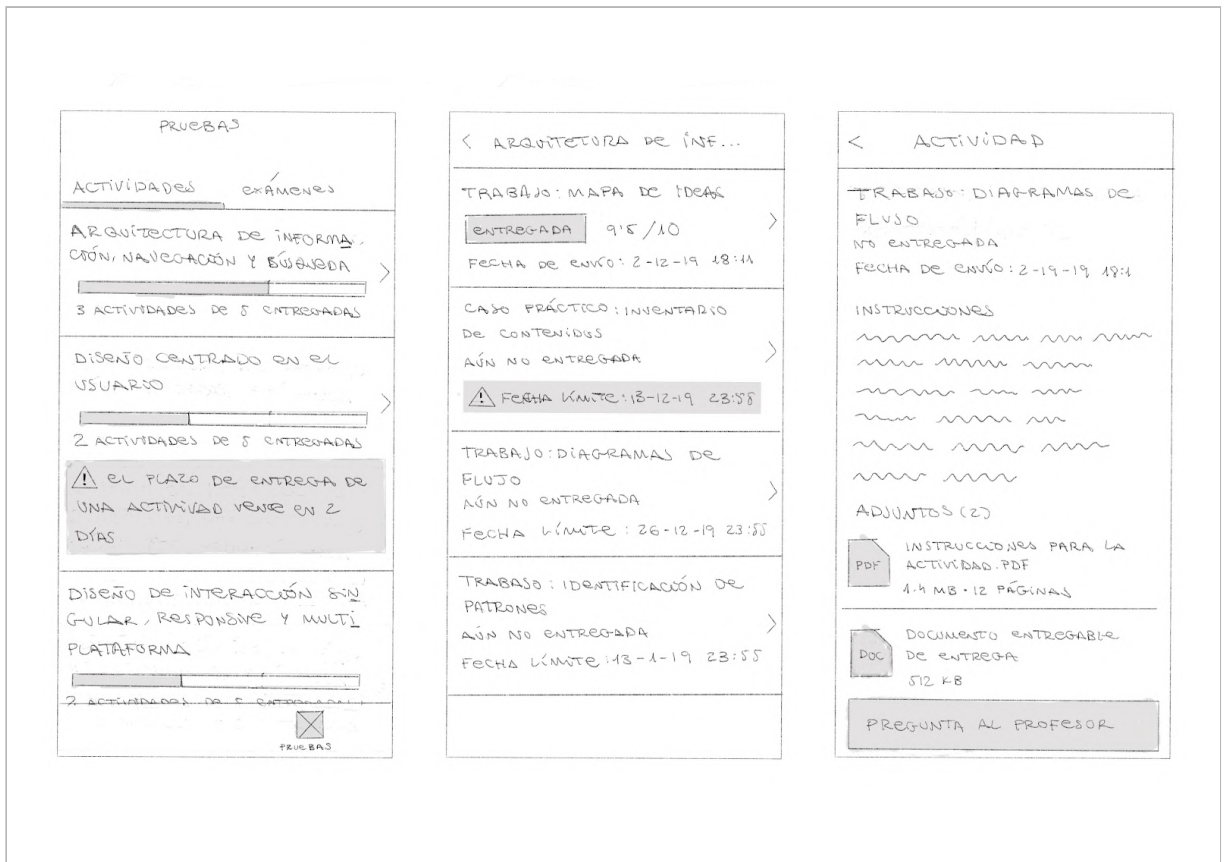 PRUEBAS
ACTIVIDADES EXÁMENES
ARQUITECTURA DE INFORMA
CIÓN, NAVEGACIÓN Y BÚSQUEDA
3 ACTIVIDADES DE 5 ENTREGADAS
DISEÑO CENTRADO EN EL
USUARIO
2 ACTIVIDADES DE 5 ENTREGADAS
EL PLAZO DE ENTREGA DE
UNA ACTIVIDAD VENCE EN 2
DÍAS
DISEÑO DE INTERACCIÓN SIN
GULAR, RESPONSIVE Y MULTI
PLATAFORMA
2 ACTIVIDADES DE 5 ENTREGADAS
PRUEBAS
< ARQUITETURA DE INF...
TRABAJO: MAPA DE IDEAS
ENTREGADA 9'8/10
FECHA DE ENVÍO: 2-12-19 18:11
CASO PRÁCTICO: INVENTARIO
DE CONTENIDOS
AÚN NO ENTREGADA
FECHA LÍMITE: 13-12-19 23:55
TRABAJO: DIAGRAMAS DE
FLUJO
AÚN NO ENTREGADA
FECHA LÍMITE: 26-12-19 23:55
TRABAJO: IDENTIFICACIÓN DE
PATRONES
AÚN NO ENTREGADA
FECHA LÍMITE: 13-1-19 23:55
< ACTIVIDAD
TRABAJO: DIAGRAMAS DE
FLUJO
NO ENTREGADA
FECHA DE ENVÍO: 2-19-19 18:1
INSTRUCCIONES
ADJUNTOS (2)
PDF
INSTRUCCIONES PARA LA
ACTIVIDAD.PDF
1.4 MB · 12 PÁGINAS
DOC
DOCUMENTO ENTREGABLE
DE ENTREGA
512 KB
PREGUNTA AL PROFESOR